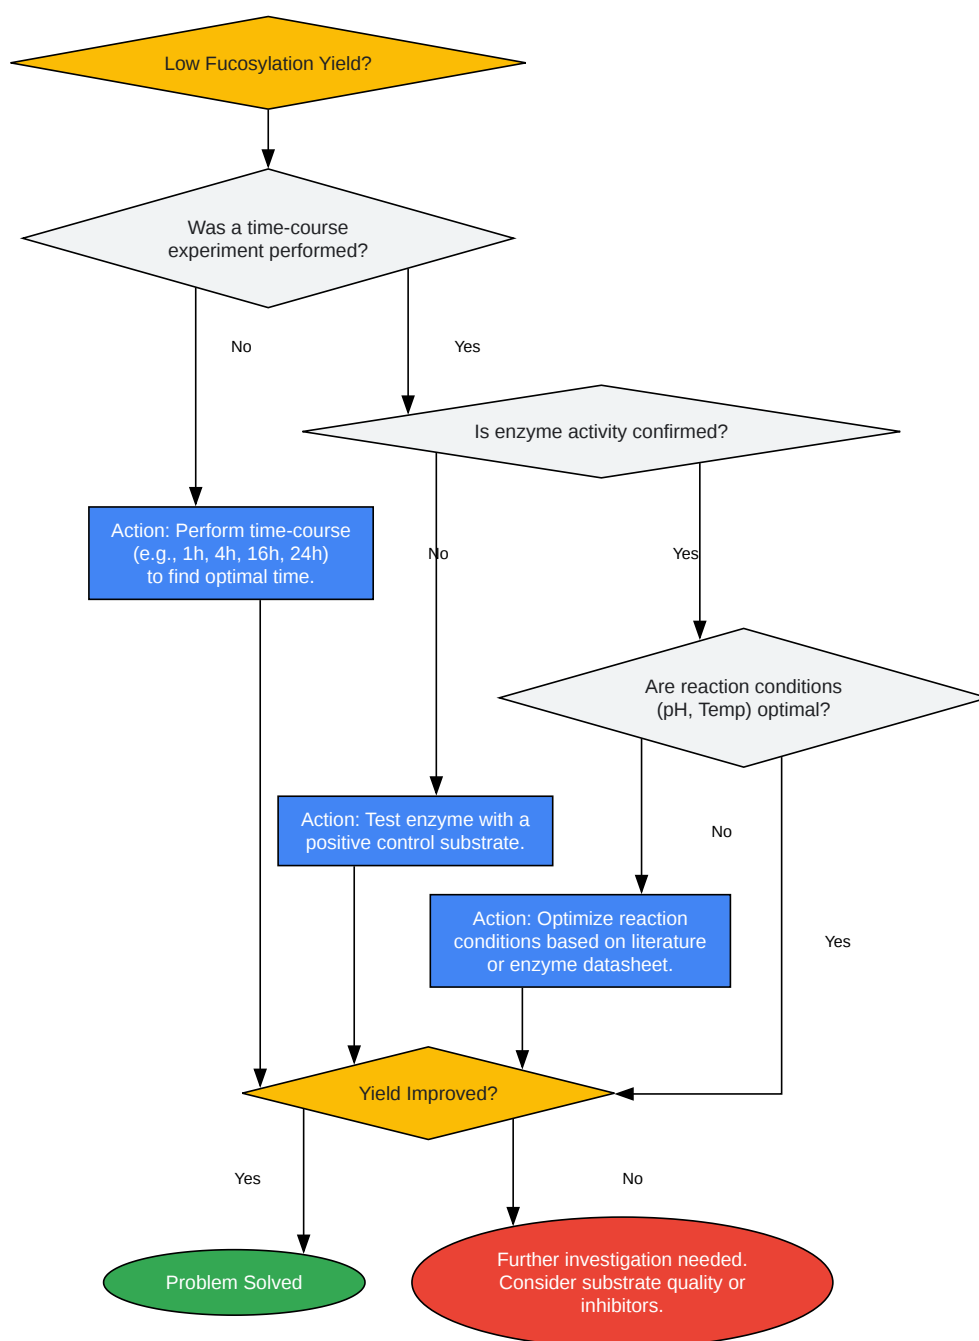 Low Fucosylation Yield?
Was a time-course
experiment performed?
No
Yes
Is enzyme activity confirmed?
Action: Perform time-course
(e.g., 1h, 4h, 16h, 24h)
to find optimal time.
No
Yes
Are reaction conditions
(pH, Temp) optimal?
Action: Test enzyme with a
positive control substrate.
No
Action: Optimize reaction
conditions based on literature
or enzyme datasheet.
Yes
Yield Improved?
Yes
No
Problem Solved
Further investigation needed.
Consider substrate quality or
inhibitors.